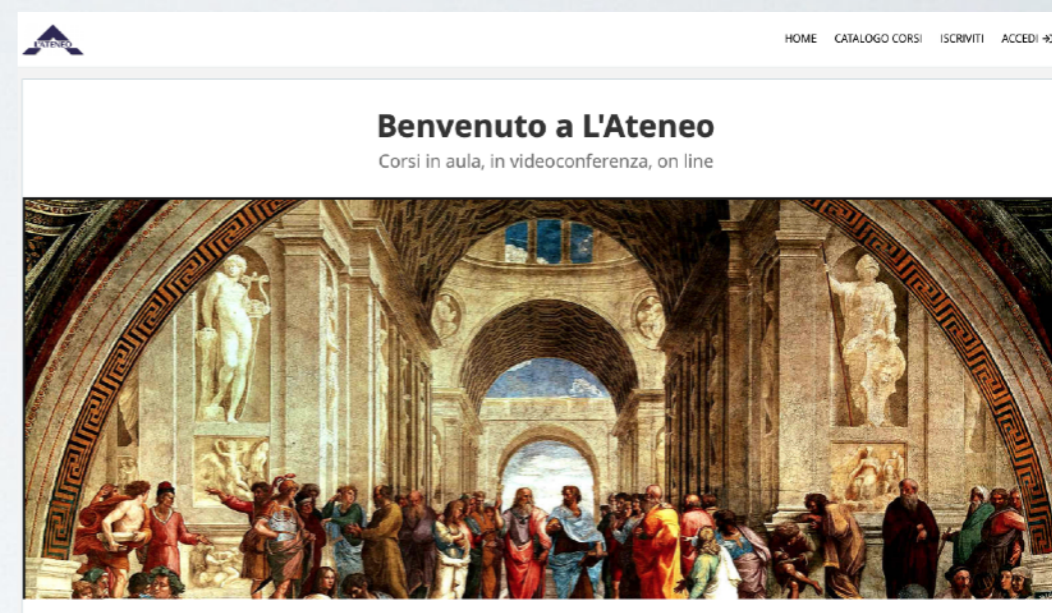 L'ATENEO
HOME CATALOGO CORSI ISCRIVITI ACCEDI
Benvenuto a L'Ateneo
Corsi in aula, in videoconferenza, on line